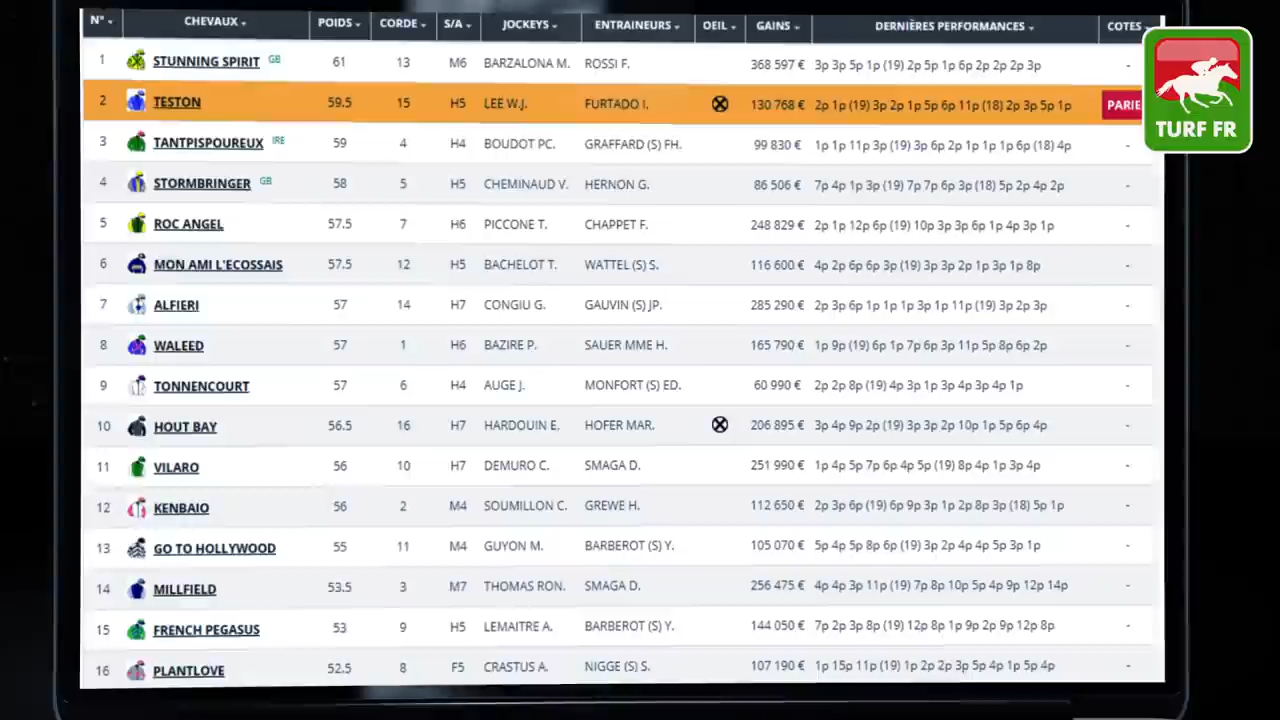 N° CHEVAUX POIDS CORDE S/A JOCKEYS ENTRAINEURS OEIL GAINS DERNIÈRES PERFORMANCES COTES
1 STUNNING SPIRIT GB 61 13 M6 BARZALONA M. ROSSI F. 368 597 € 3p 3p 5p 1p (19) 2p 5p 1p 6p 2p 2p 2p 3p -
2 TESTON 59.5 15 H5 LEE W.J. FURTADO I. 130 768 € 2p 1p (19) 3p 2p 1p 5p 6p 11p (18) 2p 3p 5p 1p PARIE
3 TANTPISPOUREUX IRE 59 4 H4 BOUDOT PC. GRAFFARD (S) FH. 99 830 € 1p 1p 11p 3p (19) 3p 6p 2p 1p 1p 1p 6p (18) 4p -
4 STORMBRINGER GB 58 5 H5 CHEMINAUD V. HERNON G. 86 506 € 7p 4p 1p 3p (19) 7p 7p 6p 3p (18) 5p 2p 4p 2p -
5 ROC ANGEL 57.5 7 H6 PICCONE T. CHAPPET F. 248 829 € 2p 1p 12p 6p (19) 10p 3p 3p 6p 1p 4p 3p 1p -
6 MON AMI L'ECOSSAIS 57.5 12 H5 BACHELOT T. WATTEL (S) S. 116 600 € 4p 2p 6p 6p 3p (19) 3p 3p 2p 1p 3p 1p 8p -
7 ALFIERI 57 14 H7 CONGIU G. GAUVIN (S) JP. 285 290 € 2p 3p 6p 1p 1p 1p 3p 1p 11p (19) 3p 2p 3p -
8 WALEED 57 1 H6 BAZIRE P. SAUER MME H. 165 790 € 1p 9p (19) 6p 1p 7p 6p 3p 11p 5p 8p 6p 2p -
9 TONNENCOURT 57 6 H4 AUGE J. MONFORT (S) ED. 60 990 € 2p 2p 8p (19) 4p 3p 1p 3p 4p 3p 4p 1p -
10 HOUT BAY 56.5 16 H7 HARDOUIN E. HOFER MAR. 206 895 € 3p 4p 9p 2p (19) 3p 3p 2p 10p 1p 5p 6p 4p -
11 VILARO 56 10 H7 DEMURO C. SMAGA D. 251 990 € 1p 4p 5p 7p 6p 4p 5p (19) 8p 4p 1p 3p 4p -
12 KENBAIO 56 2 M4 SOUMILLON C. GREWE H. 112 650 € 2p 3p 6p (19) 6p 9p 3p 1p 2p 8p 3p (18) 5p 1p -
13 GO TO HOLLYWOOD 55 11 M4 GUYON M. BARBEROT (S) Y. 105 070 € 5p 4p 5p 8p 6p (19) 3p 2p 4p 4p 5p 3p 1p -
14 MILLFIELD 53.5 3 M7 THOMAS RON. SMAGA D. 256 475 € 4p 4p 3p 11p (19) 7p 8p 10p 5p 4p 9p 12p 14p -
15 FRENCH PEGASUS 53 9 H5 LEMAITRE A. BARBEROT (S) Y. 144 050 € 7p 2p 3p 8p (19) 12p 8p 1p 9p 2p 9p 12p 8p -
16 PLANTLOVE 52.5 8 F5 CRASTUS A. NIGGE (S) S. 107 190 € 1p 15p 11p (19) 1p 2p 2p 3p 5p 4p 1p 5p 4p -
TURF FR